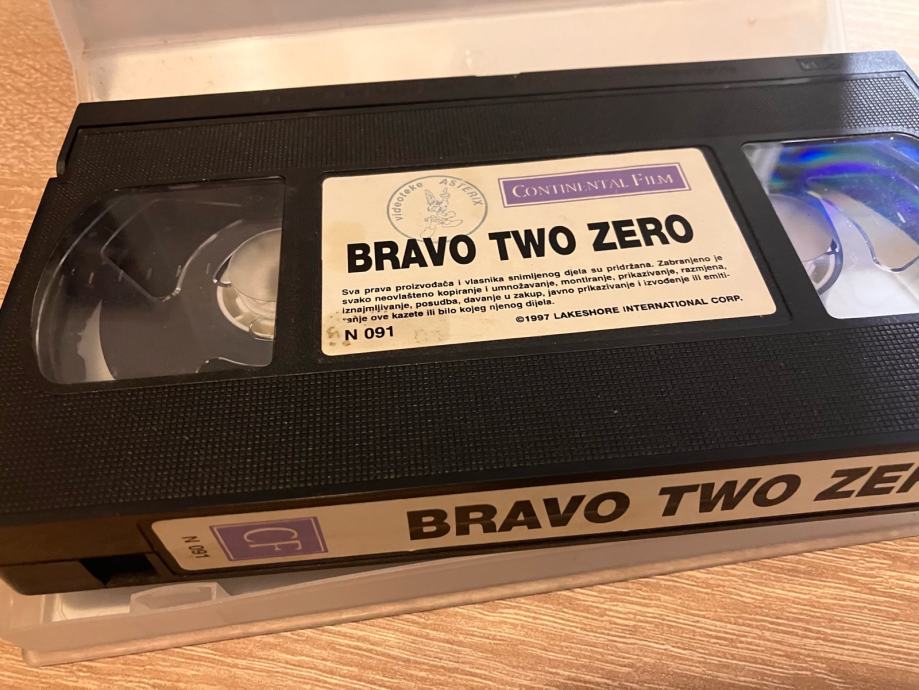 videoteke ASTERIX
CONTINENTAL FILM
BRAVO TWO ZERO
Sva prava proizvođača i vlasnika snimljenog djela su pridržana. Zabranjeno je
svako neovlašteno kopiranje i umnožavanje, montiranje, prikazivanje, razmjena,
iznajmljivanje, posudba, davanje u zakup, javno prikazivanje i izvođenje ili emiti-
ranje ove kazete ili bilo kojeg njenog dijela.
N 091
©1997 LAKESHORE INTERNATIONAL CORP.
N 091
CF
BRAVO TWO ZER